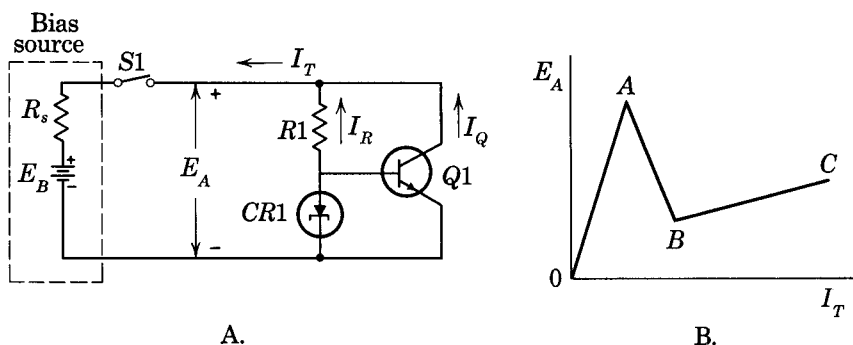 Bias
source
S1
I_T
R_s
+
R1
I_R
I_Q
E_A
E_B
+
-
Q1
CR1
-
A.
E_A
A
B
C
0
I_T
B.